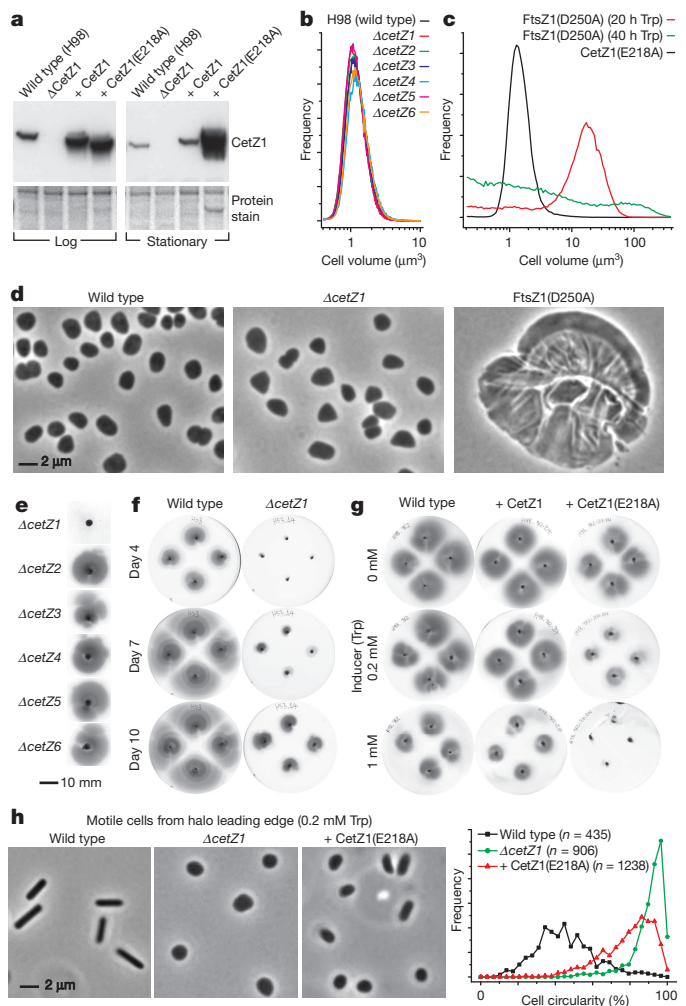 a
Wild type (H98)
ΔCetZ1
+ CetZ1
+ CetZ1(E218A)
Wild type (H98)
ΔCetZ1
+ CetZ1
+ CetZ1(E218A)
CetZ1
Protein
stain
Log
Stationary
b
H98 (wild type)
ΔcetZ1
ΔcetZ2
ΔcetZ3
ΔcetZ4
ΔcetZ5
ΔcetZ6
Frequency
1
10
Cell volume (μm³)
c
FtsZ1(D250A) (20 h Trp)
FtsZ1(D250A) (40 h Trp)
CetZ1(E218A)
Frequency
1
10
100
Cell volume (μm³)
d
Wild type
ΔcetZ1
FtsZ1(D250A)
2 μm
e
ΔcetZ1
ΔcetZ2
ΔcetZ3
ΔcetZ4
ΔcetZ5
ΔcetZ6
10 mm
f
Wild type
ΔcetZ1
Day 4
Day 7
Day 10
g
Wild type
+ CetZ1
+ CetZ1(E218A)
0 mM
Inducer (Trp)
0.2 mM
1 mM
h
Motile cells from halo leading edge (0.2 mM Trp)
Wild type
ΔcetZ1
+ CetZ1(E218A)
2 μm
Wild type (n = 435)
ΔcetZ1 (n = 906)
+ CetZ1(E218A) (n = 1238)
Frequency
0
100
Cell circularity (%)